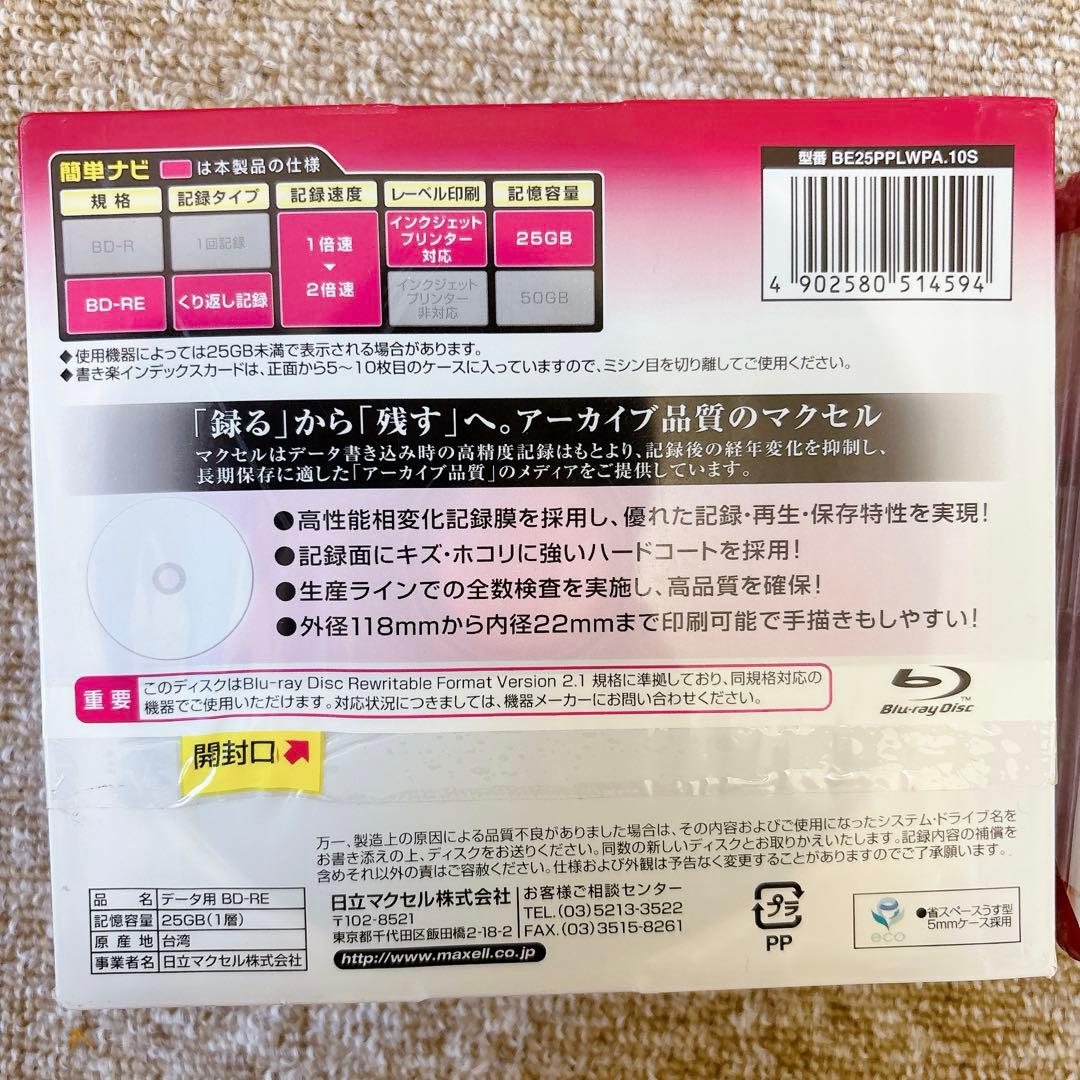 簡単ナビ は本製品の仕様
規格 記録タイプ 記録速度 レーベル印刷 記憶容量
BD-R 1回記録 1倍速 インクジェット 25GB
プリンター
対応
BD-RE くり返し記録 2倍速 インクジェット 50GB
プリンター
非対応
型番 BE25PPLWPA.10S
4 902580 514594
◆使用機器によっては25GB未満で表示される場合があります。
◆書き楽インデックスカードは、正面から5〜10枚目のケースに入っていますので、ミシン目を切り離してご使用ください。
「録る」から「残す」へ。アーカイブ品質のマクセル
マクセルはデータ書き込み時の高精度記録はもとより、記録後の経年変化を抑制し、
長期保存に適した「アーカイブ品質」のメディアをご提供しています。
●高性能相変化記録膜を採用し、優れた記録・再生・保存特性を実現!
●記録面にキズ・ホコリに強いハードコートを採用!
●生産ラインでの全数検査を実施し、高品質を確保!
●外径118mmから内径22mmまで印刷可能で手描きもしやすい!
重要 このディスクはBlu-ray Disc Rewritable Format Version 2.1 規格に準拠しており、同規格対応の
機器でご使用いただけます。対応状況につきましては、機器メーカーにお問い合わせください。
Blu-ray Disc
TM
開封口
万一、製造上の原因による品質不良がありました場合は、その内容およびご使用になったシステム・ドライブ名を
お書き添えの上、ディスクをお送りください。同数の新しいディスクとお取りかえいたします。記録内容の補償を
含めそれ以外の責はご容赦ください。仕様および外観は予告なく変更することがありますのでご了承願います。
品名 データ用 BD-RE
記憶容量 25GB(1層)
原産地 台湾
事業者名 日立マクセル株式会社
日立マクセル株式会社
〒102-8521
東京都千代田区飯田橋2-18-2
お客様ご相談センター
TEL.(03)5213-3522
FAX.(03)3515-8261
http://www.maxell.co.jp
プラ
PP
eco
●省スペースうす型
5mmケース採用